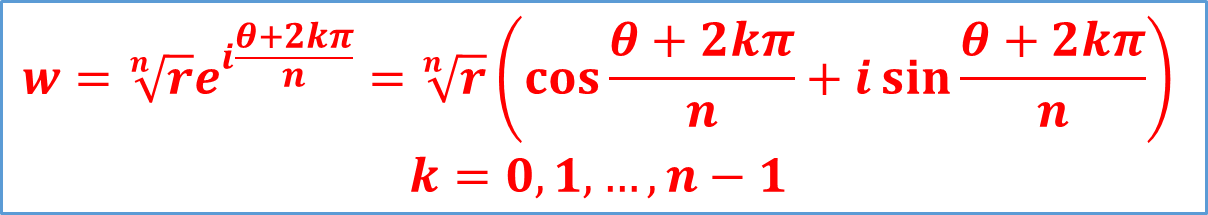 w = ⁿ√r e^{i(θ+2kπ)/n} = ⁿ√r (cos (θ + 2kπ)/n + i sin (θ + 2kπ)/n)
k = 0, 1, …, n − 1